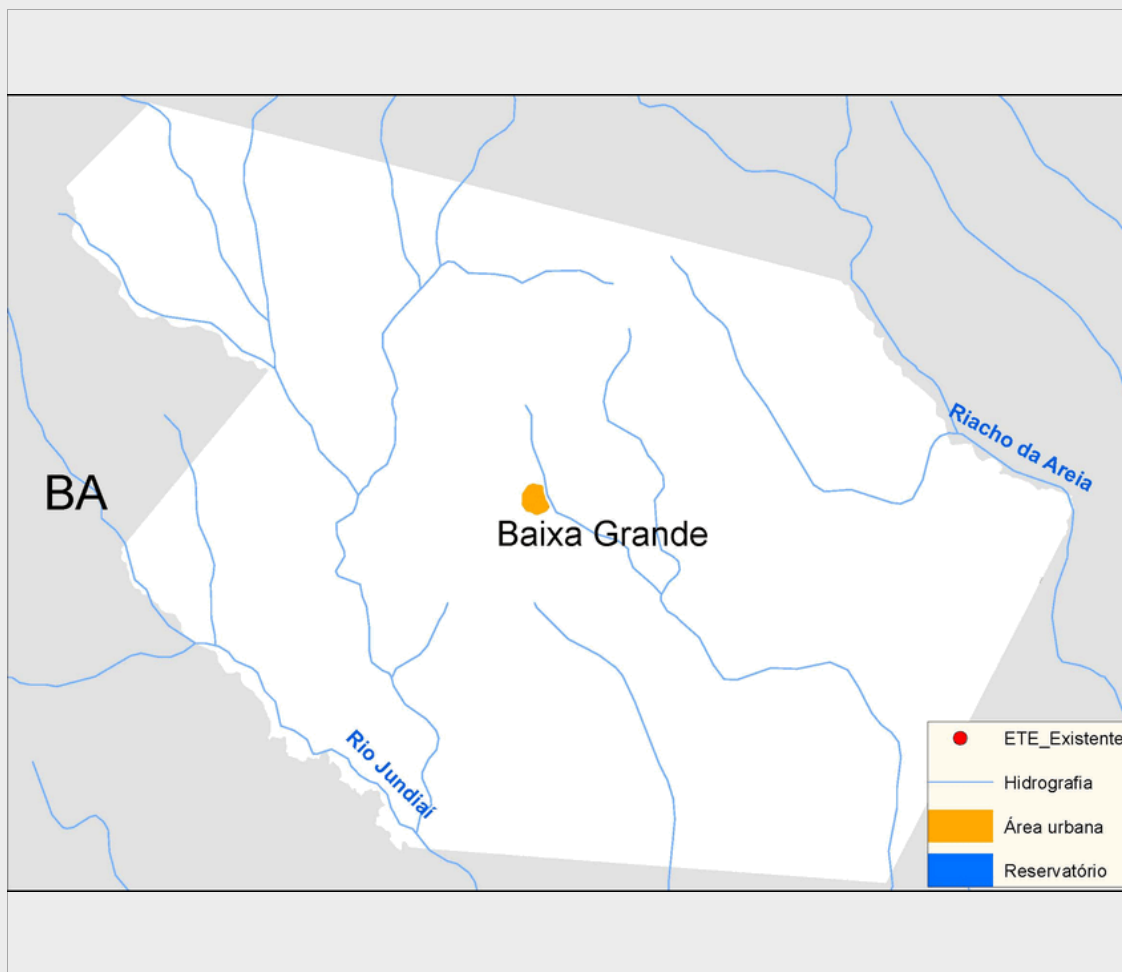 Riacho da Areia
BA
Baixa Grande
Rio Jundiaí
ETE_Existente
Hidrografia
Área urbana
Reservatório